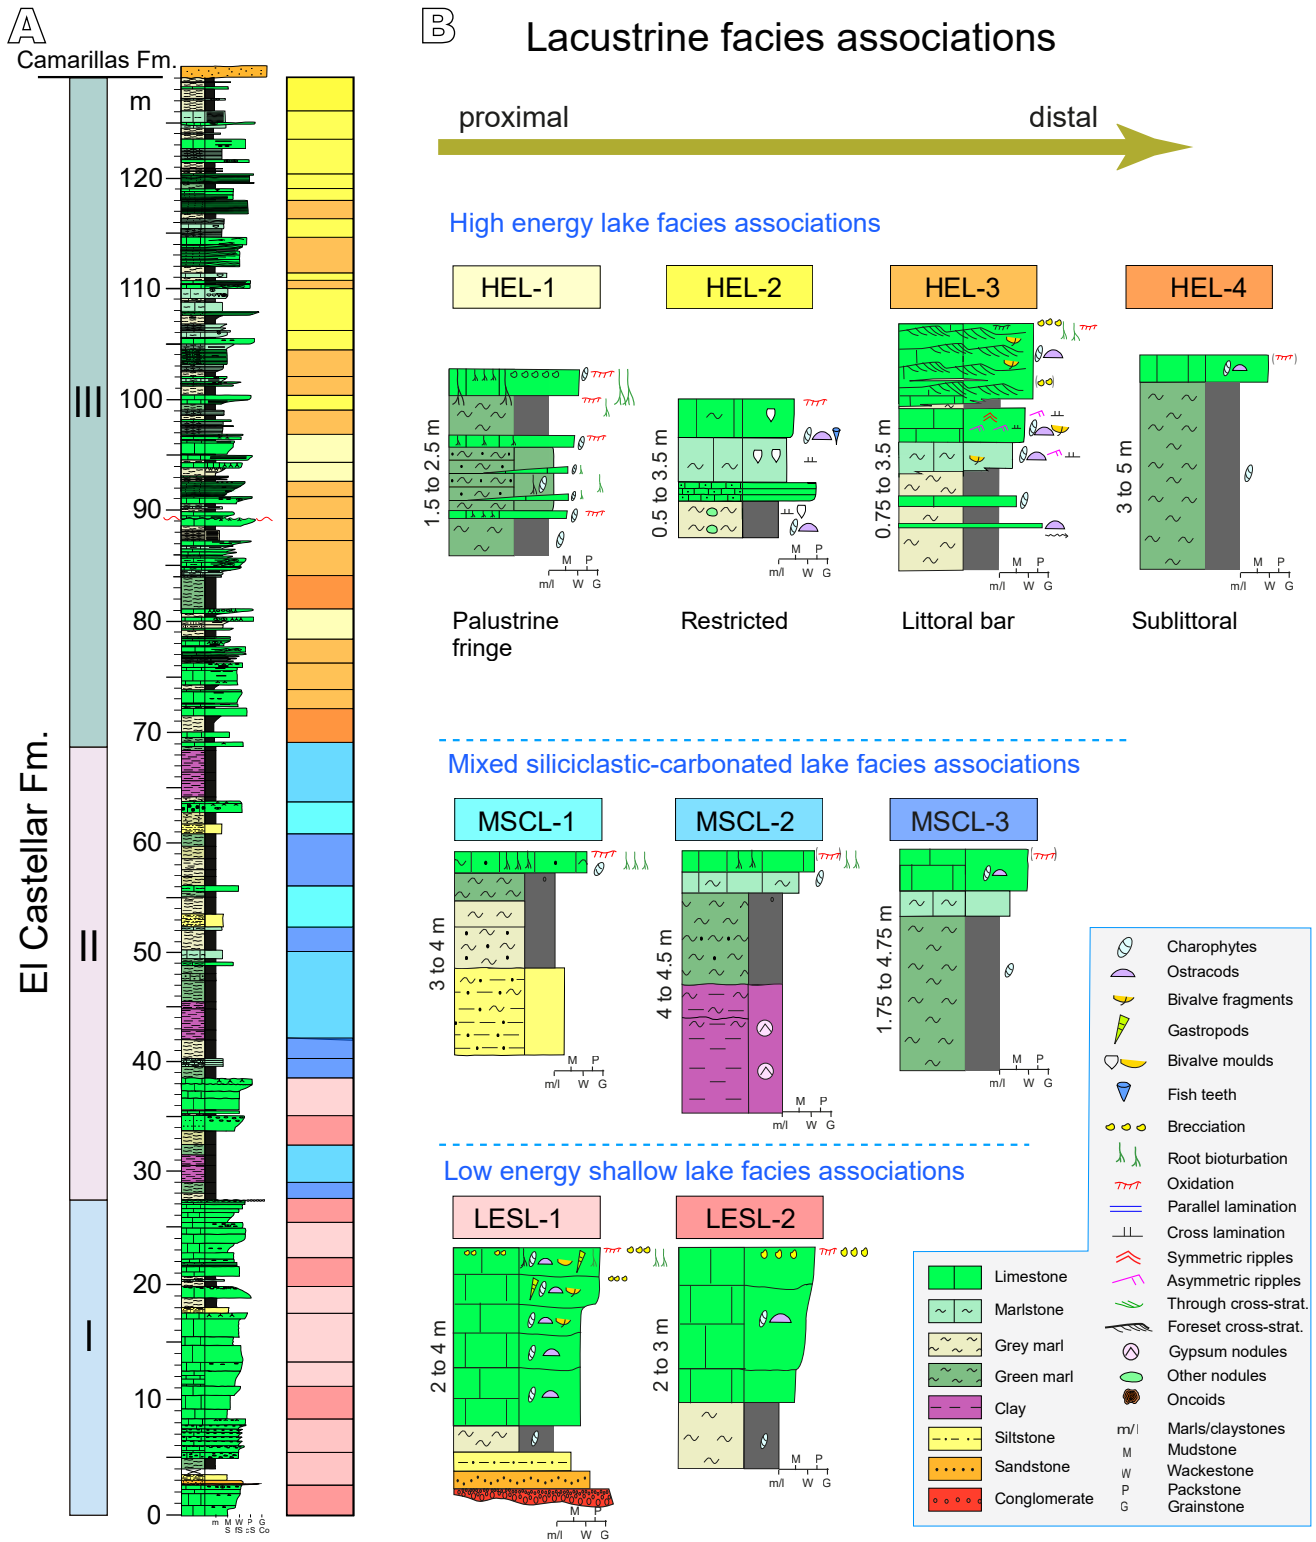 A
Camarillas Fm.
m
120
110
100
90
80
70
60
50
40
30
20
10
0
III
II
I
El Castellar Fm.
m M W P G
S fS cS Co
B
Lacustrine facies associations
proximal
distal
High energy lake facies associations
HEL-1
HEL-2
HEL-3
HEL-4
1.5 to 2.5 m
0.5 to 3.5 m
0.75 to 3.5 m
3 to 5 m
M P
m/l W G
M P
m/l W G
M P
m/l W G
M P
m/l W G
Palustrine
fringe
Restricted
Littoral bar
Sublittoral
Mixed siliciclastic-carbonated lake facies associations
MSCL-1
MSCL-2
MSCL-3
3 to 4 m
4 to 4.5 m
1.75 to 4.75 m
M P
m/l W G
M P
m/l W G
M P
m/l W G
Low energy shallow lake facies associations
LESL-1
LESL-2
2 to 4 m
2 to 3 m
M P
m/l W G
M P
m/l W G
Limestone
Marlstone
Grey marl
Green marl
Clay
Siltstone
Sandstone
Conglomerate
Charophytes
Ostracods
Bivalve fragments
Gastropods
Bivalve moulds
Fish teeth
Brecciation
Root bioturbation
Oxidation
Parallel lamination
Cross lamination
Symmetric ripples
Asymmetric ripples
Through cross-strat.
Foreset cross-strat.
Gypsum nodules
Other nodules
Oncoids
m/l Marls/claystones
M Mudstone
W Wackestone
P Packstone
G Grainstone